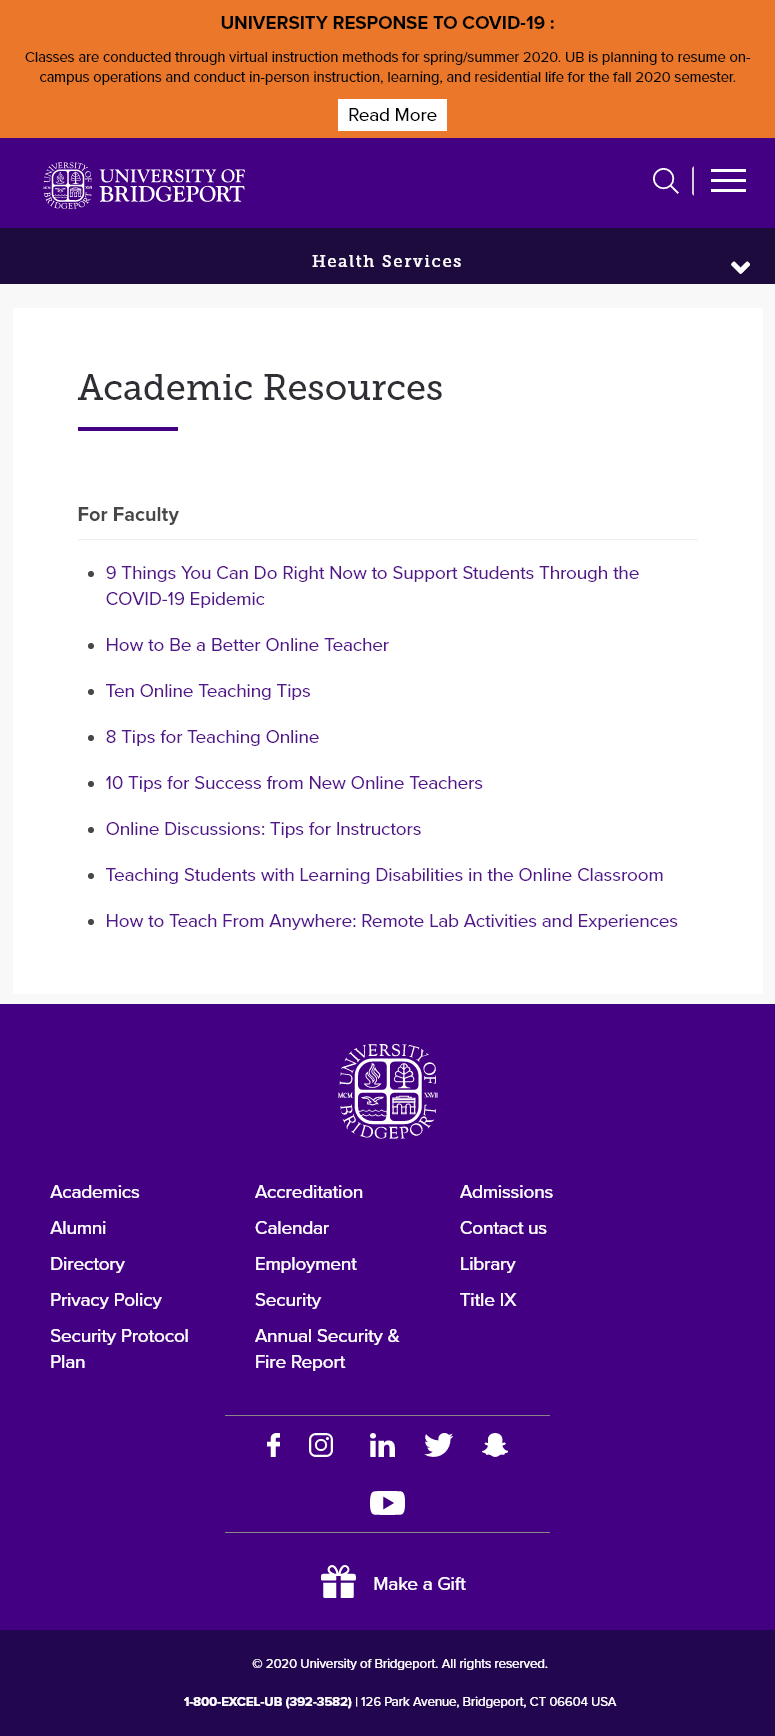 UNIVERSITY RESPONSE TO COVID-19 :
Classes are conducted through virtual instruction methods for spring/summer 2020. UB is planning to resume on-
campus operations and conduct in-person instruction, learning, and residential life for the fall 2020 semester.
Read More
UNIVERSITY OF
BRIDGEPORT
Health Services
Academic Resources
For Faculty
9 Things You Can Do Right Now to Support Students Through the
COVID-19 Epidemic
How to Be a Better Online Teacher
Ten Online Teaching Tips
8 Tips for Teaching Online
10 Tips for Success from New Online Teachers
Online Discussions: Tips for Instructors
Teaching Students with Learning Disabilities in the Online Classroom
How to Teach From Anywhere: Remote Lab Activities and Experiences
UNIVERSITY OF
MCM XXVII
BRIDGEPORT
Academics Accreditation Admissions
Alumni Calendar Contact us
Directory Employment Library
Privacy Policy Security Title IX
Security Protocol Annual Security &
Plan Fire Report
Make a Gift
© 2020 University of Bridgeport. All rights reserved.
1-800-EXCEL-UB (392-3582) | 126 Park Avenue, Bridgeport, CT 06604 USA